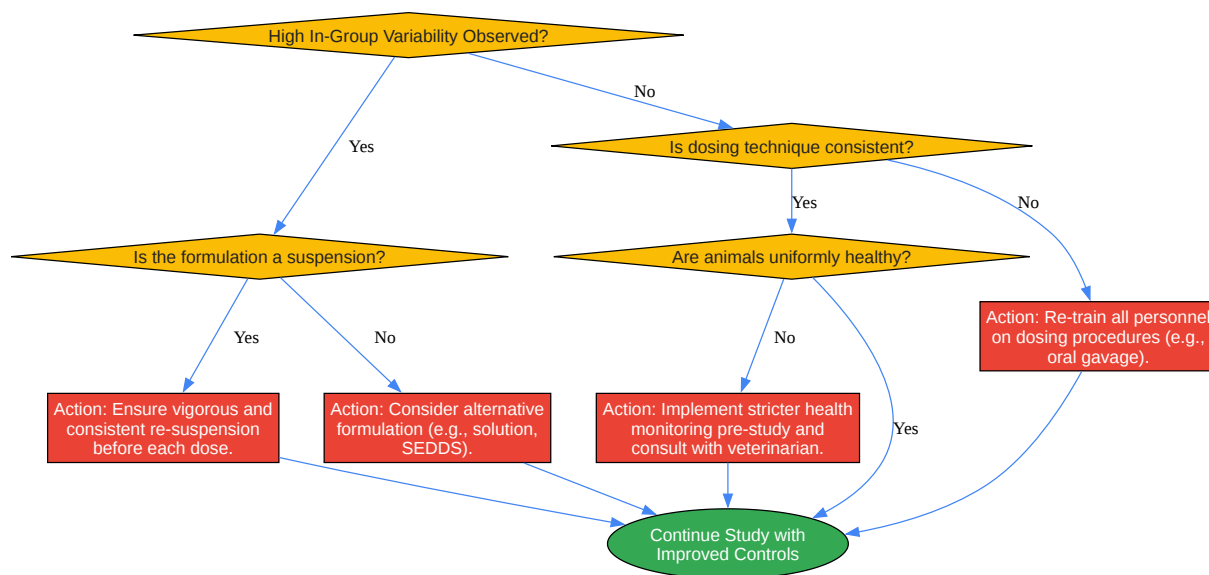 High In-Group Variability Observed?
No
Yes
Is dosing technique consistent?
Yes
No
Is the formulation a suspension?
Are animals uniformly healthy?
Yes
No
No
Action: Re-train all personnel
on dosing procedures (e.g.,
oral gavage).
Action: Ensure vigorous and
consistent re-suspension
before each dose.
Action: Consider alternative
formulation (e.g., solution,
SEDDS).
Action: Implement stricter health
monitoring pre-study and
consult with veterinarian.
Yes
Continue Study with
Improved Controls